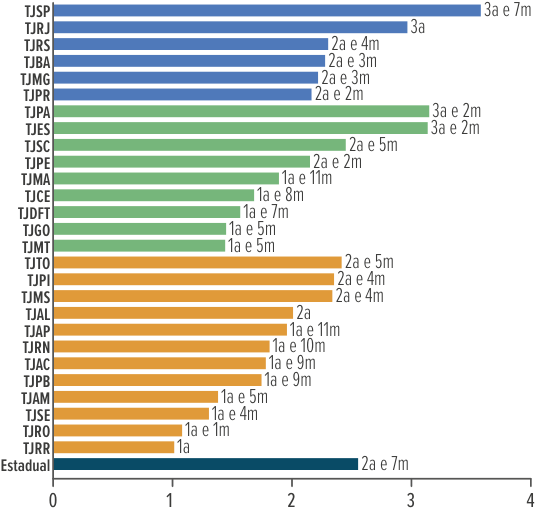 TJSP 3a e 7m
TJRJ 3a
TJRS 2a e 4m
TJBA 2a e 3m
TJMG 2a e 3m
TJPR 2a e 2m
TJPA 3a e 2m
TJES 3a e 2m
TJSC 2a e 5m
TJPE 2a e 2m
TJMA 1a e 11m
TJCE 1a e 8m
TJDFT 1a e 7m
TJGO 1a e 5m
TJMT 1a e 5m
TJTO 2a e 5m
TJPI 2a e 4m
TJMS 2a e 4m
TJAL 2a
TJAP 1a e 11m
TJRN 1a e 10m
TJAC 1a e 9m
TJPB 1a e 9m
TJAM 1a e 5m
TJSE 1a e 4m
TJRO 1a e 1m
TJRR 1a
Estadual 2a e 7m
0 1 2 3 4